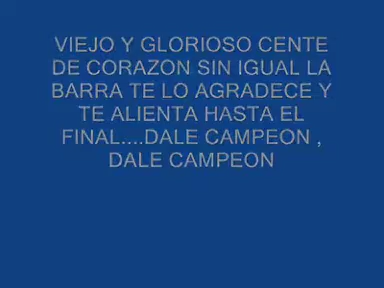 VIEJO Y GLORIOSO CENTE
DE CORAZON SIN IGUAL LA
BARRA TE LO AGRADECE Y
TE ALIENTA HASTA EL
FINAL....DALE CAMPEON ,
DALE CAMPEON